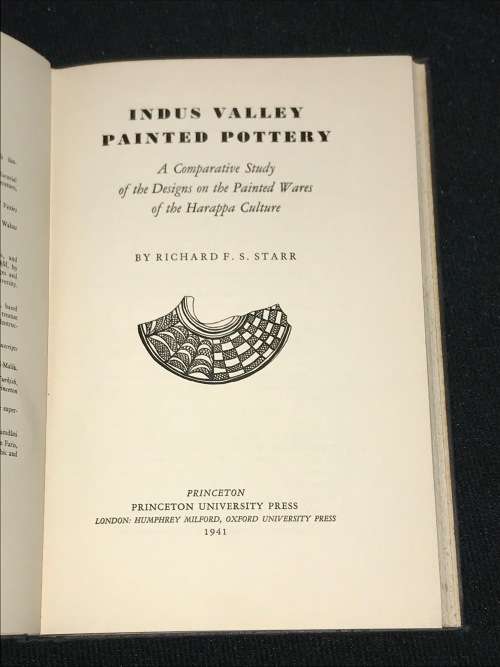 INDUS VALLEY
PAINTED POTTERY
A Comparative Study
of the Designs on the Painted Wares
of the Harappa Culture
BY RICHARD F. S. STARR
PRINCETON
PRINCETON UNIVERSITY PRESS
LONDON: HUMPHREY MILFORD, OXFORD UNIVERSITY PRESS
1941